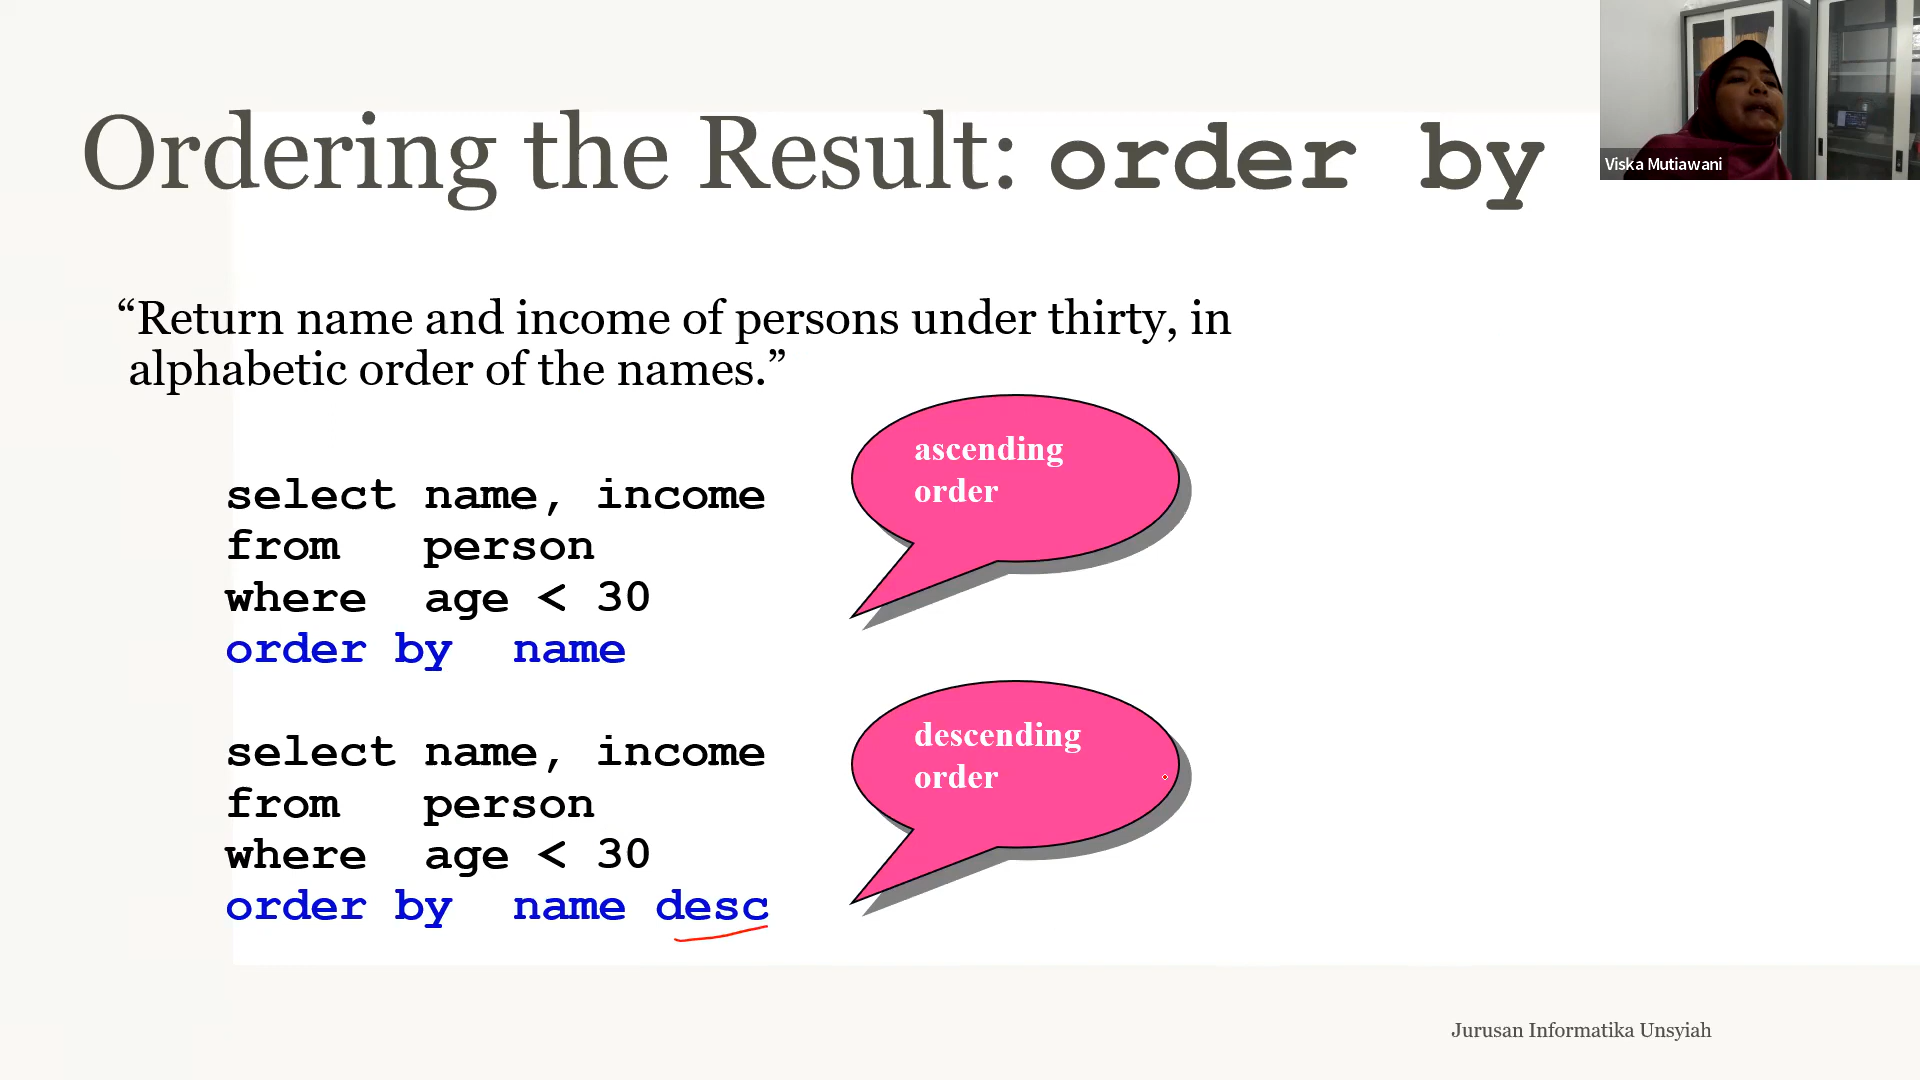 Ordering the Result: order by
Viska Mutiawani
“Return name and income of persons under thirty, in
alphabetic order of the names.”
ascending
order
select name, income
from person
where age < 30
order by name
descending
order
select name, income
from person
where age < 30
order by name desc
Jurusan Informatika Unsyiah